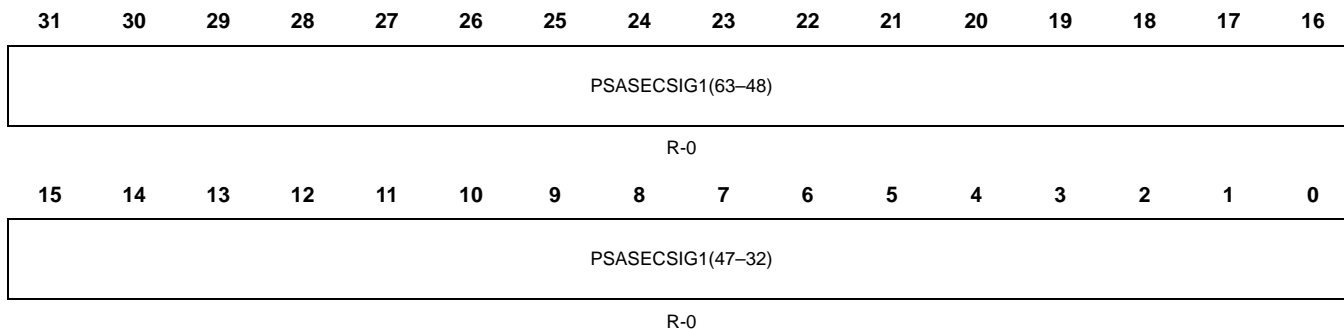 31 30 29 28 27 26 25 24 23 22 21 20 19 18 17 16
PSASECSIG1(63–48)
R-0
15 14 13 12 11 10 9 8 7 6 5 4 3 2 1 0
PSASECSIG1(47–32)
R-0